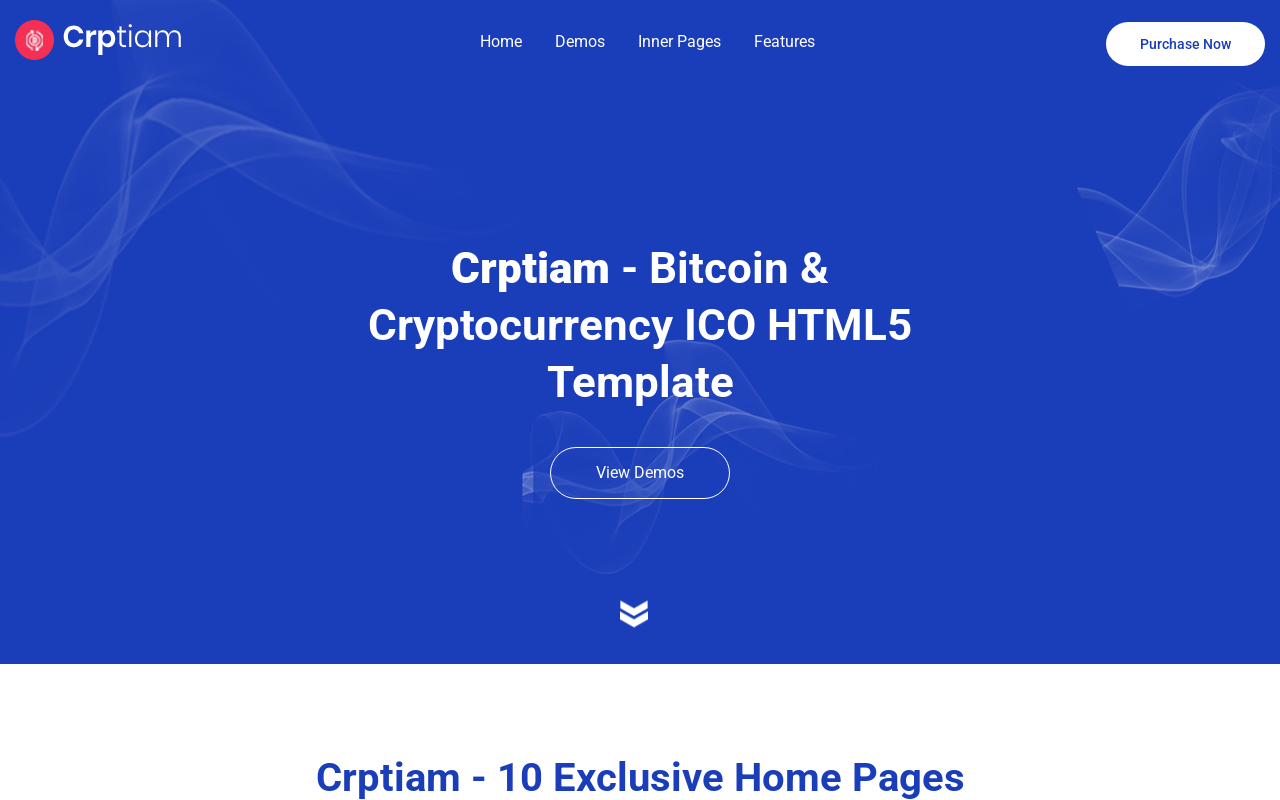 Crptiam
Home Demos Inner Pages Features
Purchase Now
Crptiam - Bitcoin &
Cryptocurrency ICO HTML5
Template
View Demos
Crptiam - 10 Exclusive Home Pages